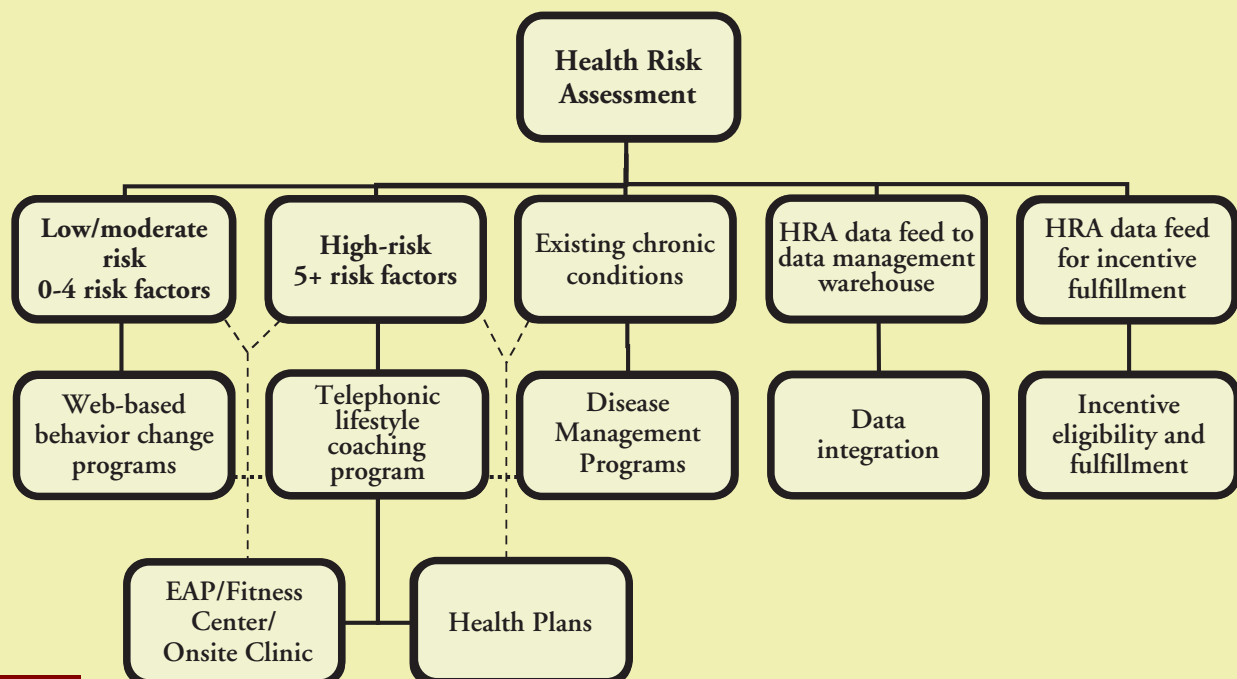 Health Risk
Assessment
Low/moderate
risk
0-4 risk factors
High-risk
5+ risk factors
Existing chronic
conditions
HRA data feed to
data management
warehouse
HRA data feed
for incentive
fulfillment
Web-based
behavior change
programs
Telephonic
lifestyle
coaching
program
Disease
Management
Programs
Data
integration
Incentive
eligibility and
fulfillment
EAP/Fitness
Center/
Onsite Clinic
Health Plans